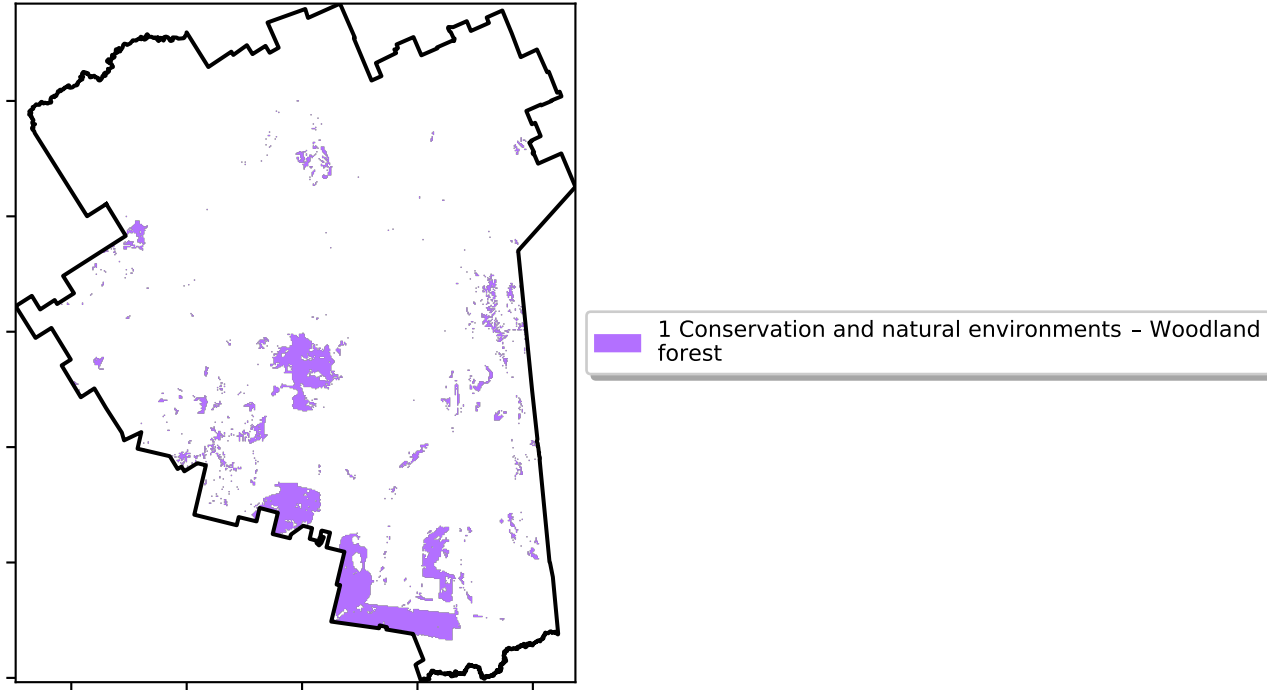 1 Conservation and natural environments – Woodland
forest